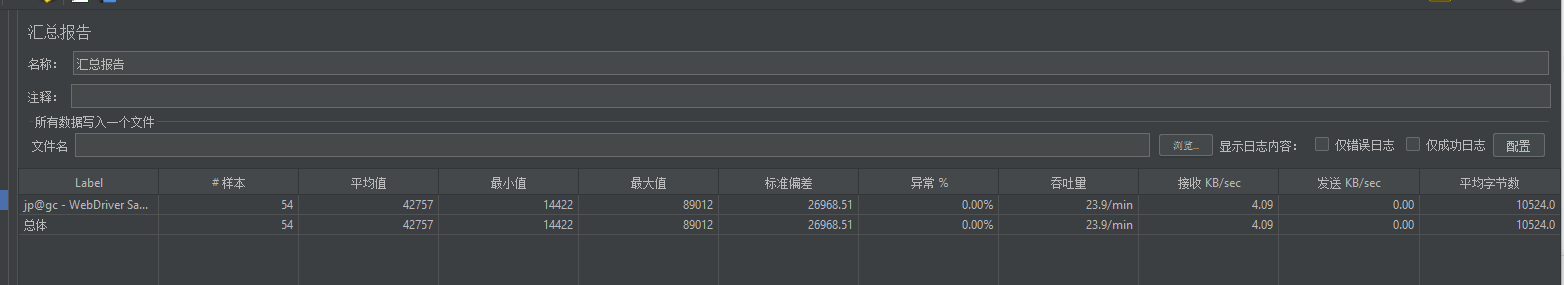 汇总报告
名称： 汇总报告
注释：
所有数据写入一个文件
文件名 浏览... 显示日志内容： 仅错误日志 仅成功日志 配置
Label # 样本 平均值 最小值 最大值 标准偏差 异常 % 吞吐量 接收 KB/sec 发送 KB/sec 平均字节数
jp@gc - WebDriver Sa... 54 42757 14422 89012 26968.51 0.00% 23.9/min 4.09 0.00 10524.0
总体 54 42757 14422 89012 26968.51 0.00% 23.9/min 4.09 0.00 10524.0